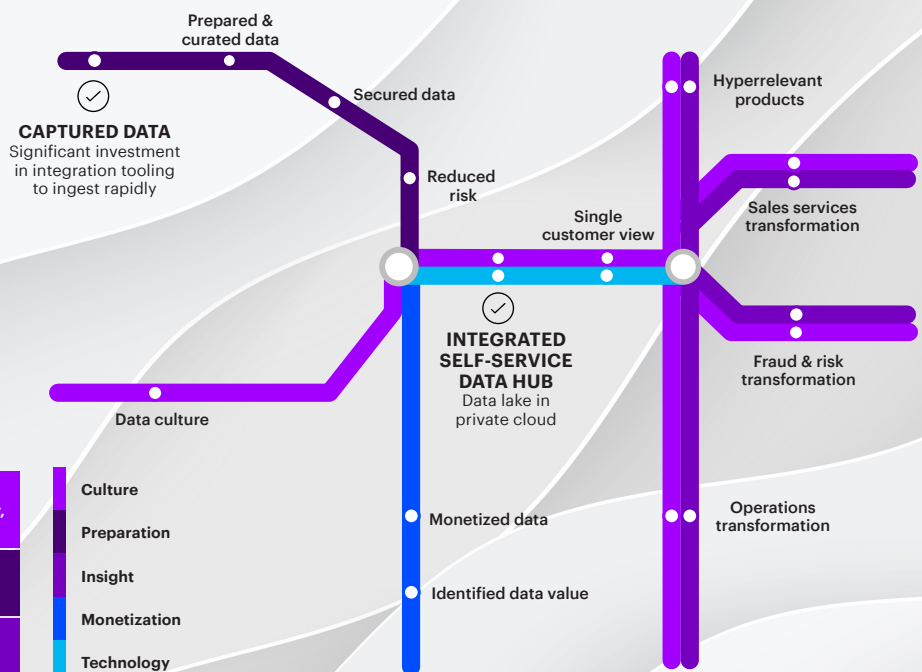 Prepared &
curated data
Secured data
CAPTURED DATA
Significant investment
in integration tooling
to ingest rapidly
Reduced
risk
Single
customer view
Hyperrelevant
products
Sales services
transformation
INTEGRATED
SELF-SERVICE
DATA HUB
Data lake in
private cloud
Fraud & risk
transformation
Data culture
Monetized data
Identified data value
Operations
transformation
Culture
Preparation
Insight
Monetization
Technology